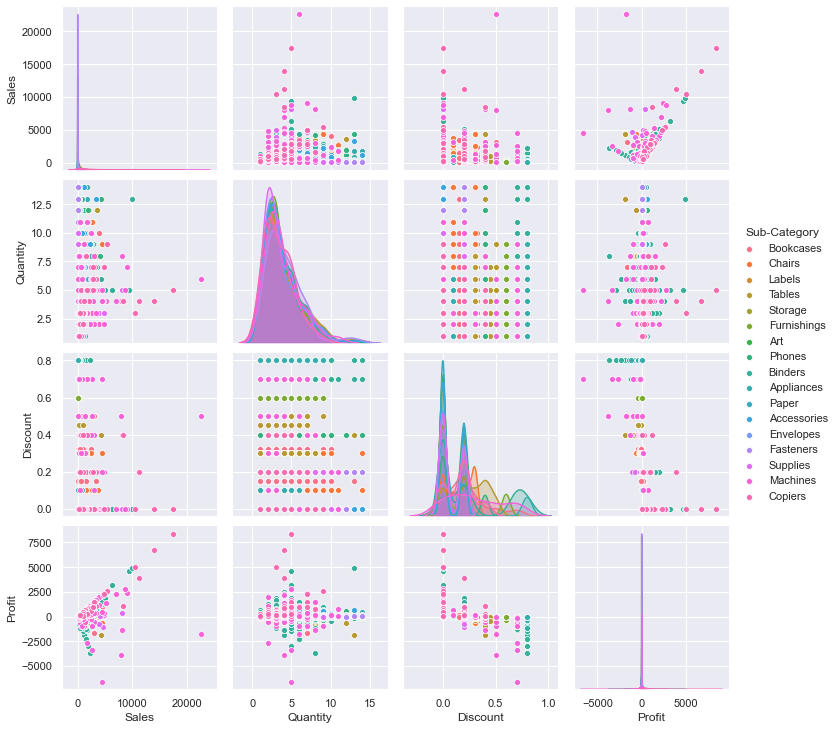 20000
15000
10000
5000
0
Sales
12.5
10.0
7.5
5.0
2.5
Quantity
0.8
0.6
0.4
0.2
0.0
Discount
7500
5000
2500
0
−2500
−5000
Profit
0 10000 20000
Sales
0 5 10 15
Quantity
0.0 0.5 1.0
Discount
−5000 0 5000
Profit
Sub-Category
Bookcases
Chairs
Labels
Tables
Storage
Furnishings
Art
Phones
Binders
Appliances
Paper
Accessories
Envelopes
Fasteners
Supplies
Machines
Copiers